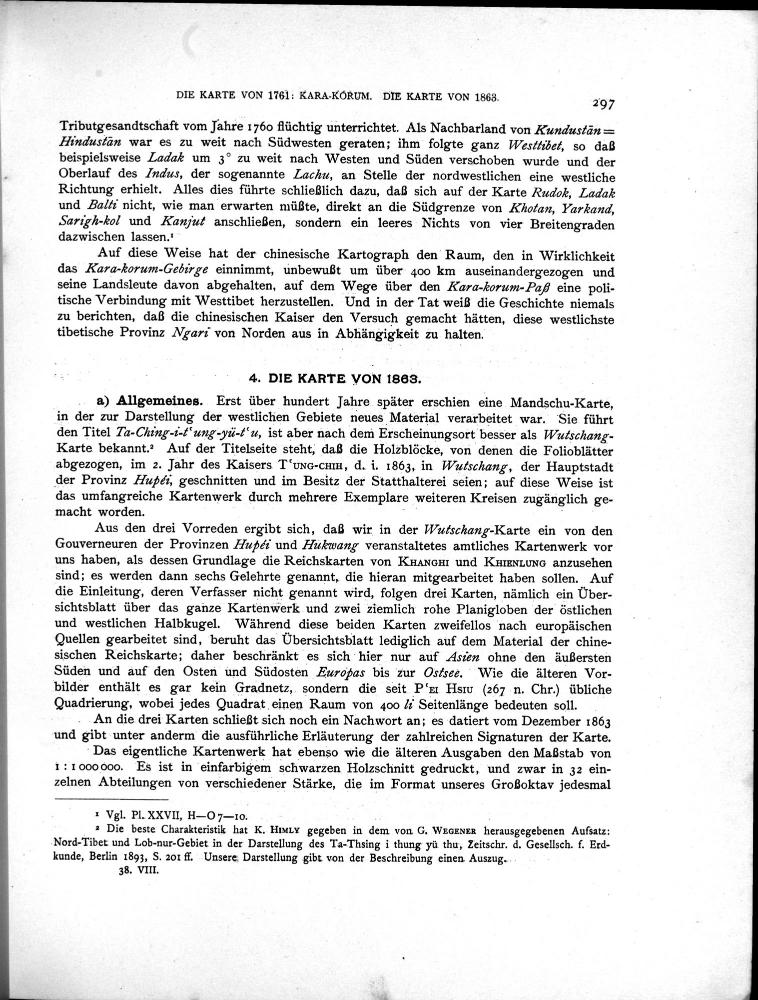 DIE KARTE VON 1761: KARA-KORUM. DIE KARTE VON 1863.
297
Tributgesandtschaft vom Jahre 1760 flüchtig unterrichtet. Als Nachbarland von Kundustān =
Hindustān war es zu weit nach Südwesten geraten; ihm folgte ganz Westtibet, so daß
beispielsweise Ladak um 3° zu weit nach Westen und Süden verschoben wurde und der
Oberlauf des Indus, der sogenannte Lachu, an Stelle der nordwestlichen eine westliche
Richtung erhielt. Alles dies führte schließlich dazu, daß sich auf der Karte Rudok, Ladak
und Balti nicht, wie man erwarten müßte, direkt an die Südgrenze von Khotan, Yarkand,
Sarigh-kol und Kanjut anschließen, sondern ein leeres Nichts von vier Breitengraden
dazwischen lassen.¹
Auf diese Weise hat der chinesische Kartograph den Raum, den in Wirklichkeit
das Kara-korum-Gebirge einnimmt, unbewußt um über 400 km auseinandergezogen und
seine Landsleute davon abgehalten, auf dem Wege über den Kara-korum-Paß eine poli-
tische Verbindung mit Westtibet herzustellen. Und in der Tat weiß die Geschichte niemals
zu berichten, daß die chinesischen Kaiser den Versuch gemacht hätten, diese westlichste
tibetische Provinz Ngari von Norden aus in Abhängigkeit zu halten.
4. DIE KARTE VON 1863.
a) Allgemeines. Erst über hundert Jahre später erschien eine Mandschu-Karte,
in der zur Darstellung der westlichen Gebiete neues Material verarbeitet war. Sie führt
den Titel Ta-Ching-i-tʻung-yü-tʻu, ist aber nach dem Erscheinungsort besser als Wutschang-
Karte bekannt.² Auf der Titelseite steht, daß die Holzblöcke, von denen die Folioblätter
abgezogen, im 2. Jahr des Kaisers TʻUNG-CHIH, d. i. 1863, in Wutschang, der Hauptstadt
der Provinz Hupéi, geschnitten und im Besitz der Statthalterei seien; auf diese Weise ist
das umfangreiche Kartenwerk durch mehrere Exemplare weiteren Kreisen zugänglich ge-
macht worden.
Aus den drei Vorreden ergibt sich, daß wir in der Wutschang-Karte ein von den
Gouverneuren der Provinzen Hupéi und Hukwang veranstaltetes amtliches Kartenwerk vor
uns haben, als dessen Grundlage die Reichskarten von KHANGHI und KHIENLUNG anzusehen
sind; es werden dann sechs Gelehrte genannt, die hieran mitgearbeitet haben sollen. Auf
die Einleitung, deren Verfasser nicht genannt wird, folgen drei Karten, nämlich ein Über-
sichtsblatt über das ganze Kartenwerk und zwei ziemlich rohe Planigloben der östlichen
und westlichen Halbkugel. Während diese beiden Karten zweifellos nach europäischen
Quellen gearbeitet sind, beruht das Übersichtsblatt lediglich auf dem Material der chine-
sischen Reichskarte; daher beschränkt es sich hier nur auf Asien ohne den äußersten
Süden und auf den Osten und Südosten Europas bis zur Ostsee. Wie die älteren Vor-
bilder enthält es gar kein Gradnetz, sondern die seit PʻEI HSIU (267 n. Chr.) übliche
Quadrierung, wobei jedes Quadrat einen Raum von 400 li Seitenlänge bedeuten soll.
An die drei Karten schließt sich noch ein Nachwort an; es datiert vom Dezember 1863
und gibt unter anderm die ausführliche Erläuterung der zahlreichen Signaturen der Karte.
Das eigentliche Kartenwerk hat ebenso wie die älteren Ausgaben den Maßstab von
1 : 1 000 000. Es ist in einfarbigem schwarzen Holzschnitt gedruckt, und zwar in 32 ein-
zelnen Abteilungen von verschiedener Stärke, die im Format unseres Großoktav jedesmal
¹ Vgl. Pl. XXVII, H—O 7—10.
² Die beste Charakteristik hat K. HIMLY gegeben in dem von G. WEGENER herausgegebenen Aufsatz:
Nord-Tibet und Lob-nur-Gebiet in der Darstellung des Ta-Thsing i thung yü thu, Zeitschr. d. Gesellsch. f. Erd-
kunde, Berlin 1893, S. 201 ff. Unsere Darstellung gibt von der Beschreibung einen Auszug.
38. VIII.